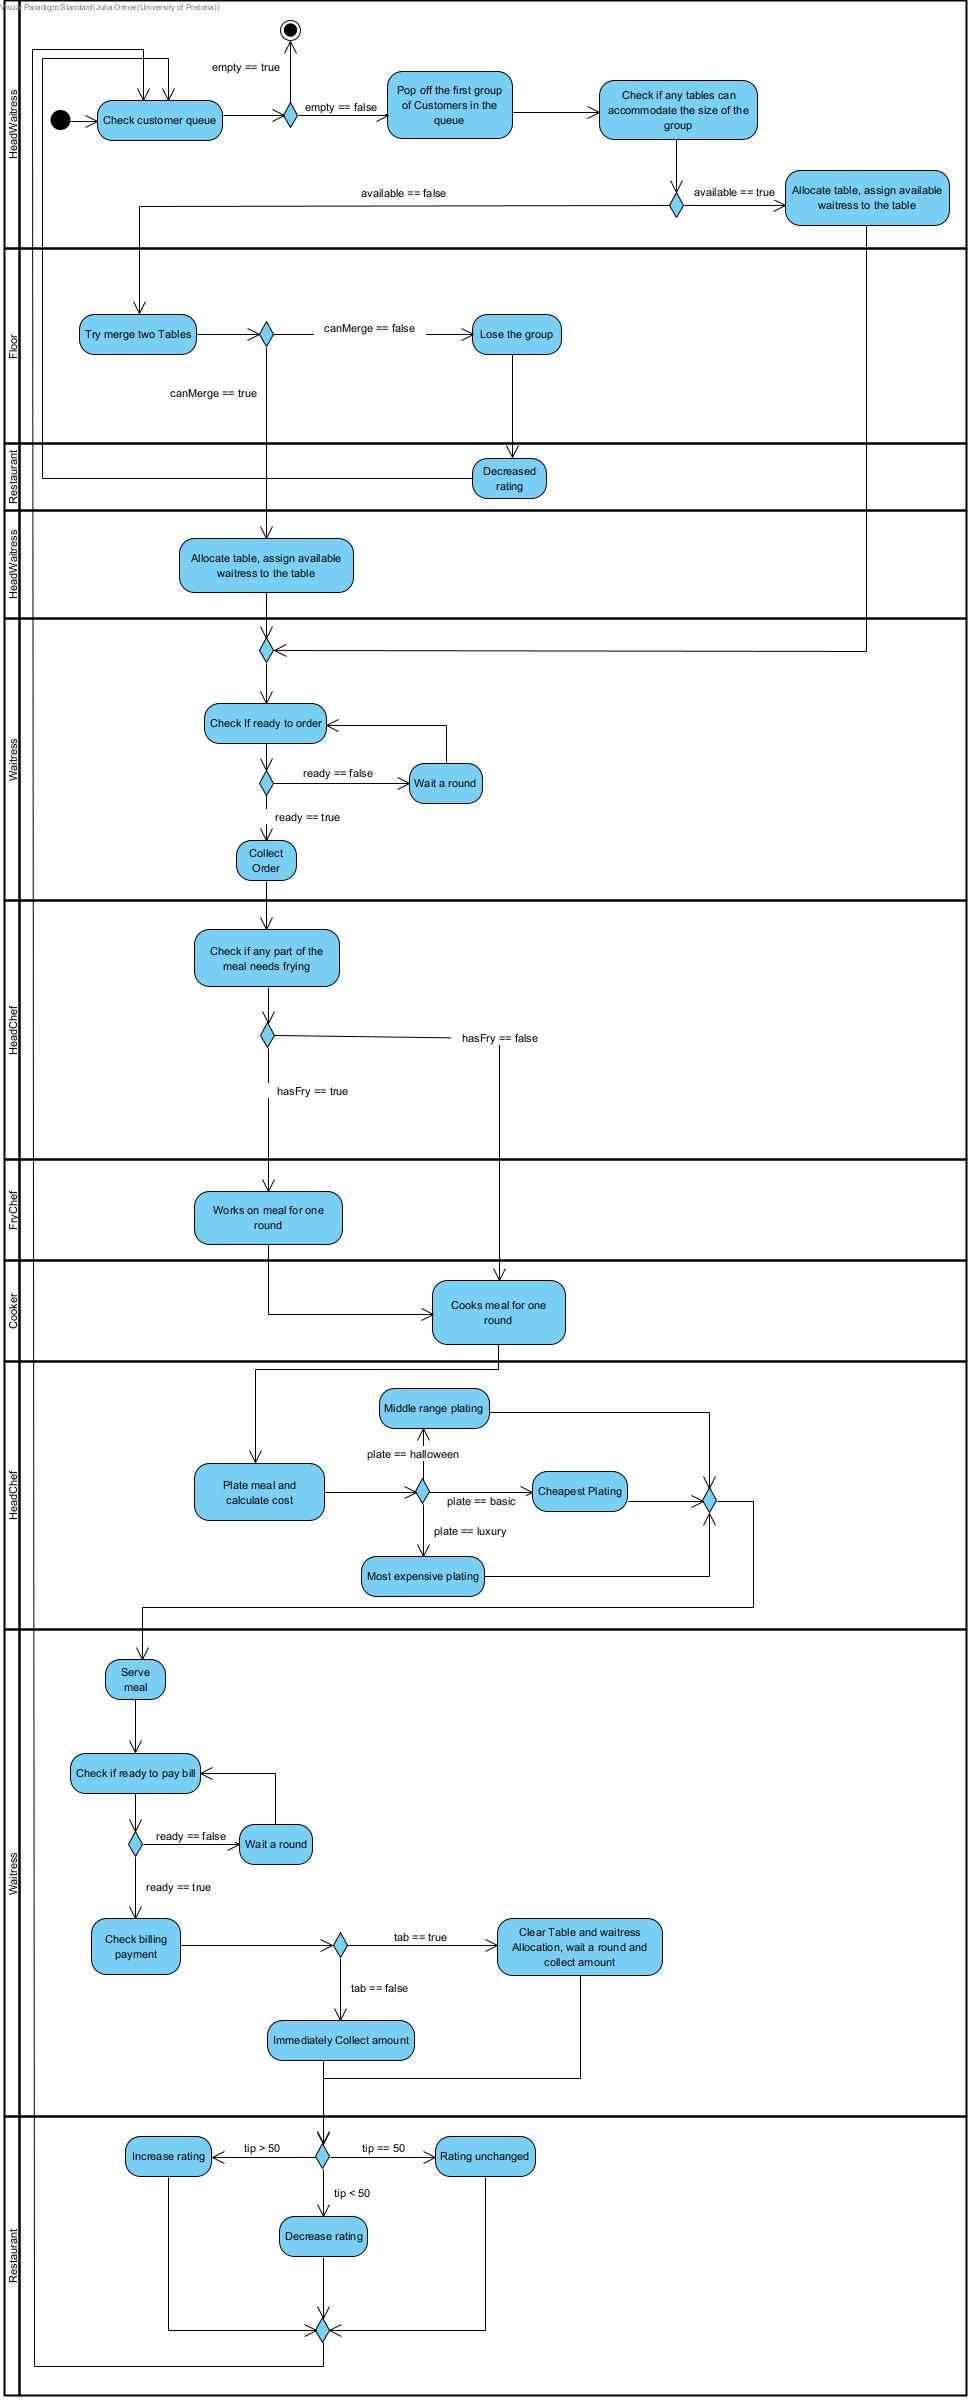 Visual Paradigm Standard(Julia Ortner(University of Pretoria))
HeadWaitress
empty == true
Check customer queue
empty == false
Pop off the first group
of Customers in the
queue
Check if any tables can
accommodate the size of the
group
available == false
available == true
Allocate table, assign available
waitress to the table
Floor
Try merge two Tables
canMerge == false
Lose the group
canMerge == true
Restaurant
Decreased
rating
HeadWaitress
Allocate table, assign available
waitress to the table
Waitress
Check If ready to order
ready == false
Wait a round
ready == true
Collect
Order
HeadChef
Check if any part of the
meal needs frying
hasFry == false
hasFry == true
FryChef
Works on meal for one
round
Cooker
Cooks meal for one
round
HeadChef
Middle range plating
plate == halloween
Plate meal and
calculate cost
plate == basic
Cheapest Plating
plate == luxury
Most expensive plating
Waitress
Serve
meal
Check if ready to pay bill
ready == false
Wait a round
ready == true
Check billing
payment
tab == true
Clear Table and waitress
Allocation, wait a round and
collect amount
tab == false
Immediately Collect amount
Restaurant
Increase rating
tip > 50
tip == 50
Rating unchanged
tip < 50
Decrease rating